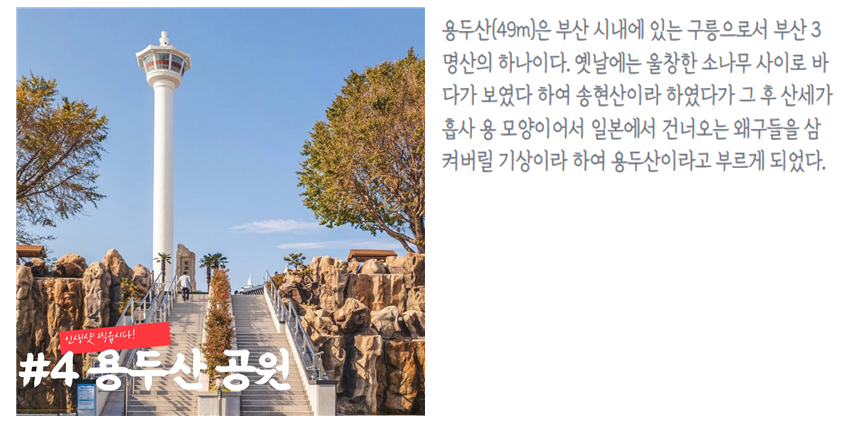 인생샷 찍읍시다!
#4 용두산 공원
용두산(49m)은 부산 시내에 있는 구릉으로서 부산 3
명산의 하나이다. 옛날에는 울창한 소나무 사이로 바
다가 보였다 하여 송현산이라 하였다가 그 후 산세가
흡사 용 모양이어서 일본에서 건너오는 왜구들을 삼
켜버릴 기상이라 하여 용두산이라고 부르게 되었다.